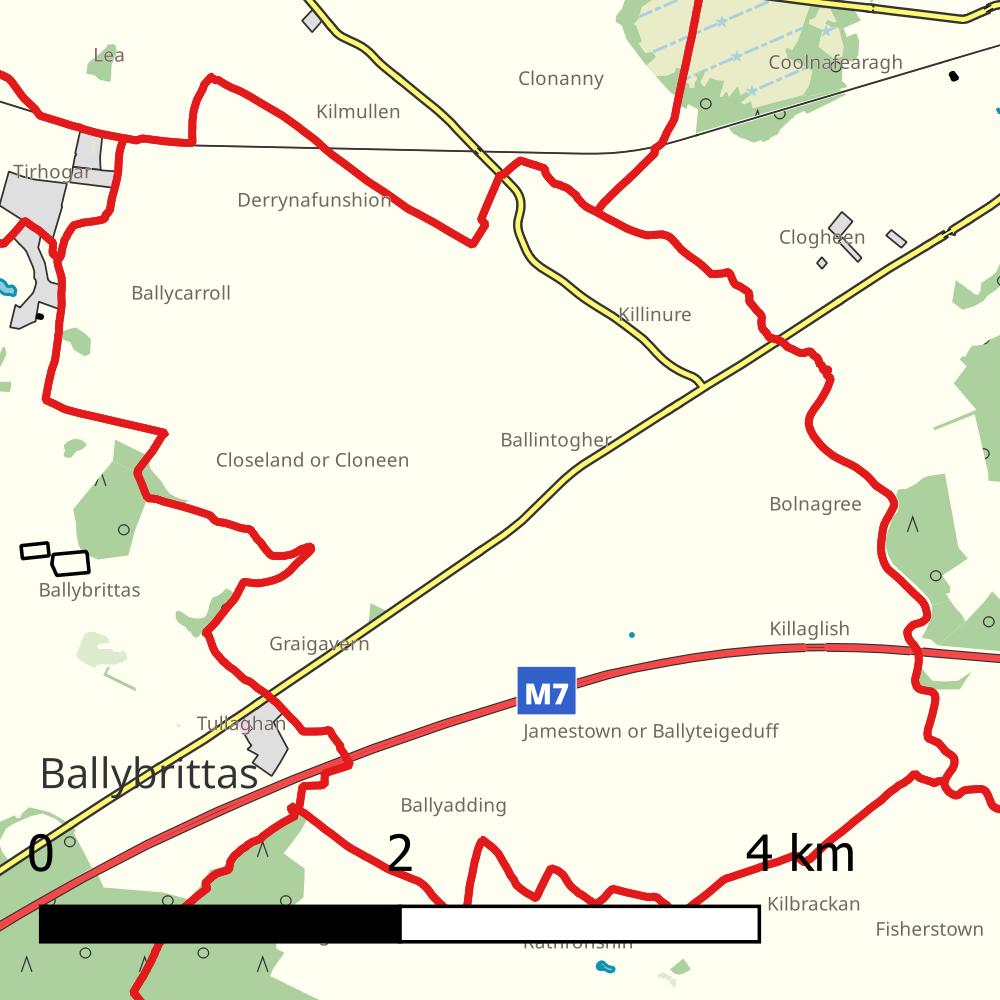 Lea
Coolnafearagh
Clonanny
Kilmullen
Tirhogar
Derrynafunshion
Clogheen
Ballycarroll
Killinure
Ballintogher
Closeland or Cloneen
Bolnagree
Ballybrittas
Killaglish
Graigavern
M7
Tullaghan
Jamestown or Ballyteigeduff
Ballybrittas
Ballyadding
0 2 4 km
Kilbrackan
Fisherstown